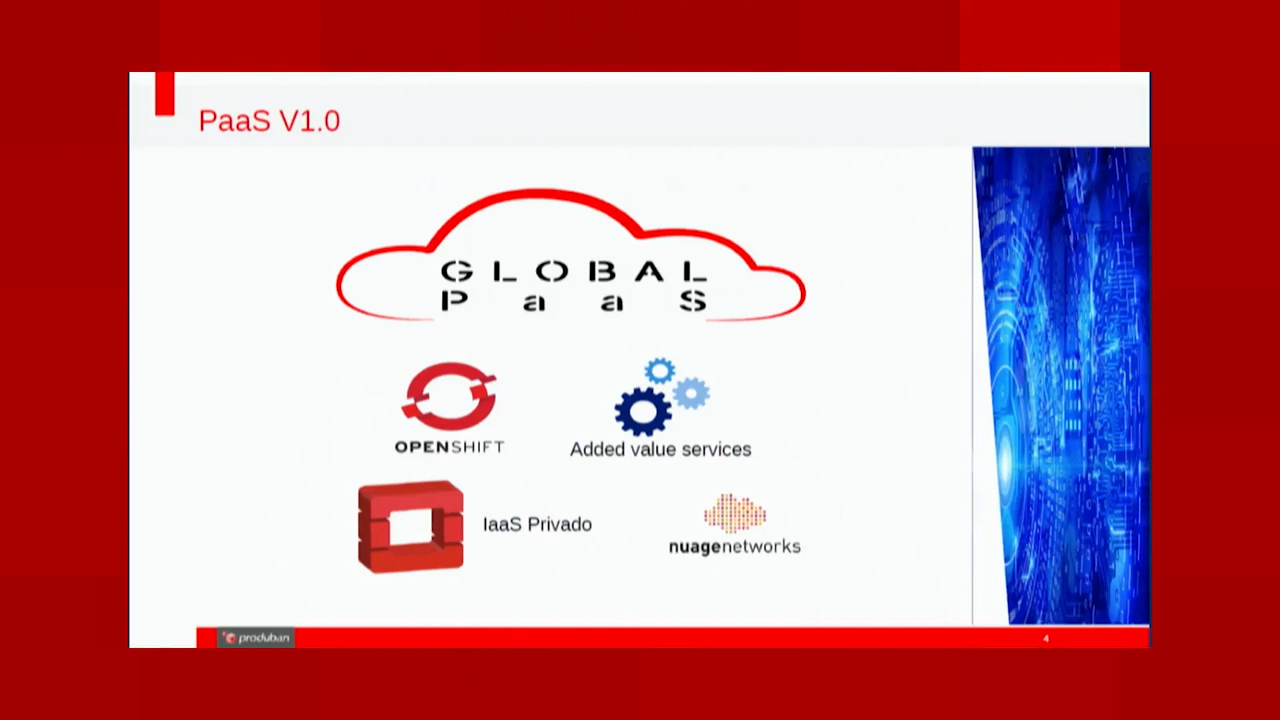 PaaS V1.0
GLOBAL
PaaS
OPENSHIFT
Added value services
IaaS Privado
nuagenetworks
produban
4